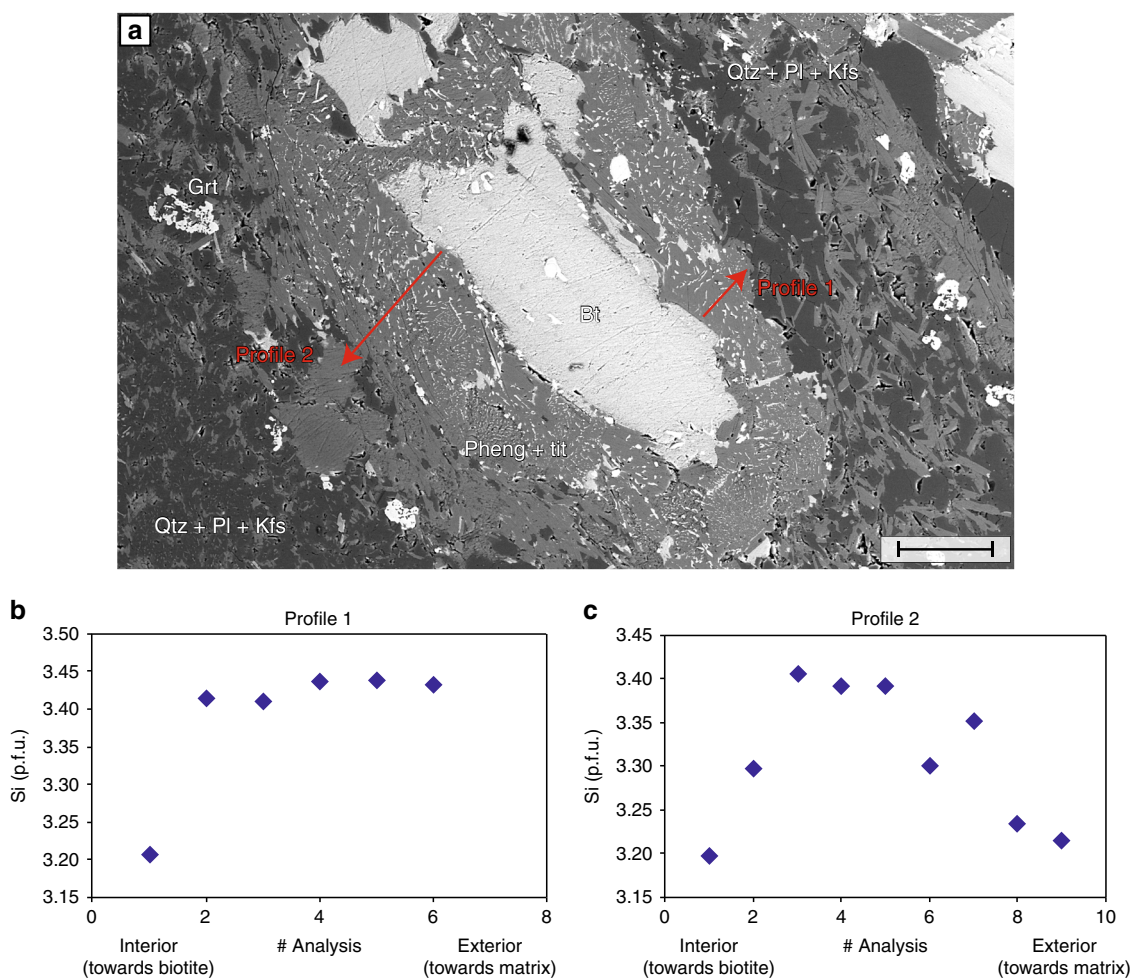 a
Qtz + Pl + Kfs
Grt
Profile 1
Bt
Profile 2
Pheng + tit
Qtz + Pl + Kfs
b
Profile 1
3.50
3.45
3.40
3.35
3.30
3.25
3.20
3.15
Si (p.f.u.)
0 2 4 6 8
Interior
(towards biotite)
# Analysis
Exterior
(towards matrix)
c
Profile 2
3.45
3.40
3.35
3.30
3.25
3.20
3.15
Si (p.f.u.)
0 2 4 6 8 10
Interior
(towards biotite)
# Analysis
Exterior
(towards matrix)